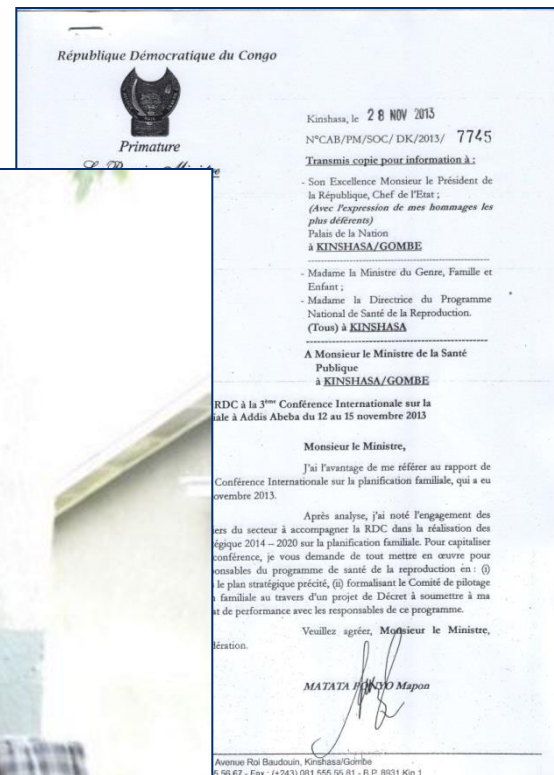 République Démocratique du Congo
Primature
Le Premier Ministre
Kinshasa, le 28 NOV 2013
N°CAB/PM/SOC/ DK/2013/ 7745
Transmis copie pour information à :
- Son Excellence Monsieur le Président de
la République, Chef de l'Etat ;
(Avec l'expression de mes hommages les
plus déférents)
Palais de la Nation
à KINSHASA/GOMBE
- Madame la Ministre du Genre, Famille et
Enfant ;
- Madame la Directrice du Programme
National de Santé de la Reproduction.
(Tous) à KINSHASA
A Monsieur le Ministre de la Santé
Publique
à KINSHASA/GOMBE
RDC à la 3ème Conférence Internationale sur la
iale à Addis Abeba du 12 au 15 novembre 2013
Monsieur le Ministre,
J'ai l'avantage de me référer au rapport de
Conférence Internationale sur la planification familiale, qui a eu
ovembre 2013.
Après analyse, j'ai noté l'engagement des
ers du secteur à accompagner la RDC dans la réalisation des
égique 2014 – 2020 sur la planification familiale. Pour capitaliser
conférence, je vous demande de tout mettre en œuvre pour
onsables du programme de santé de la reproduction en : (i)
le plan stratégique précité, (ii) formalisant le Comité de pilotage
familiale au travers d'un projet de Décret à soumettre à ma
at de performance avec les responsables de ce programme.
Veuillez agréer, Monsieur le Ministre,
dération.
MATATA PONYO Mapon
Avenue Roi Baudouin, Kinshasa/Gombe
5 66 67 - Fax : (+243) 081 555 55 81 - B.P. 8931 Kin 1